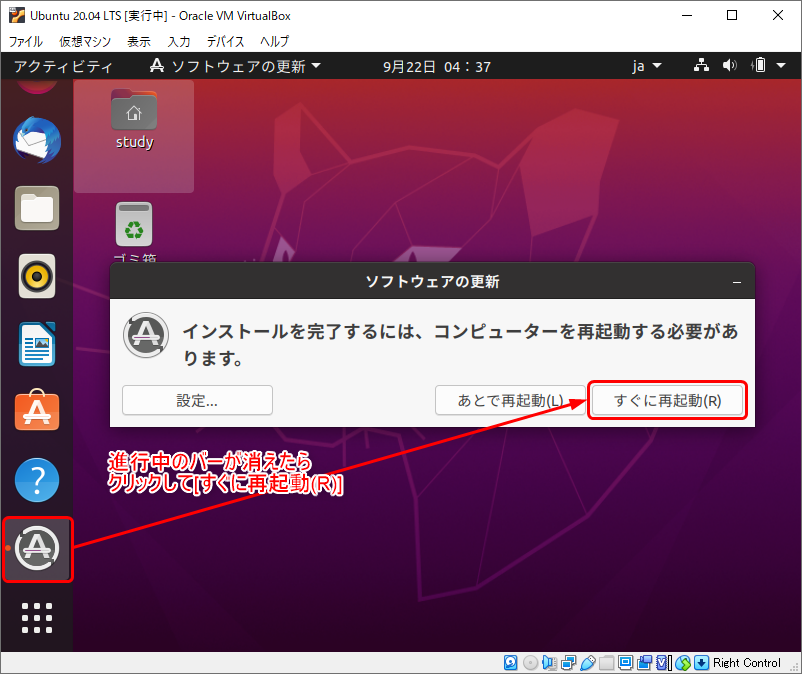 Ubuntu 20.04 LTS [実行中] - Oracle VM VirtualBox
ファイル 仮想マシン 表示 入力 デバイス ヘルプ
アクティビティ ソフトウェアの更新 9月22日 04：37 ja
study
ゴミ箱
ソフトウェアの更新
インストールを完了するには、コンピューターを再起動する必要があ
ります。
設定... あとで再起動(L) すぐに再起動(R)
進行中のバーが消えたら
クリックして[すぐに再起動(R)]
Right Control